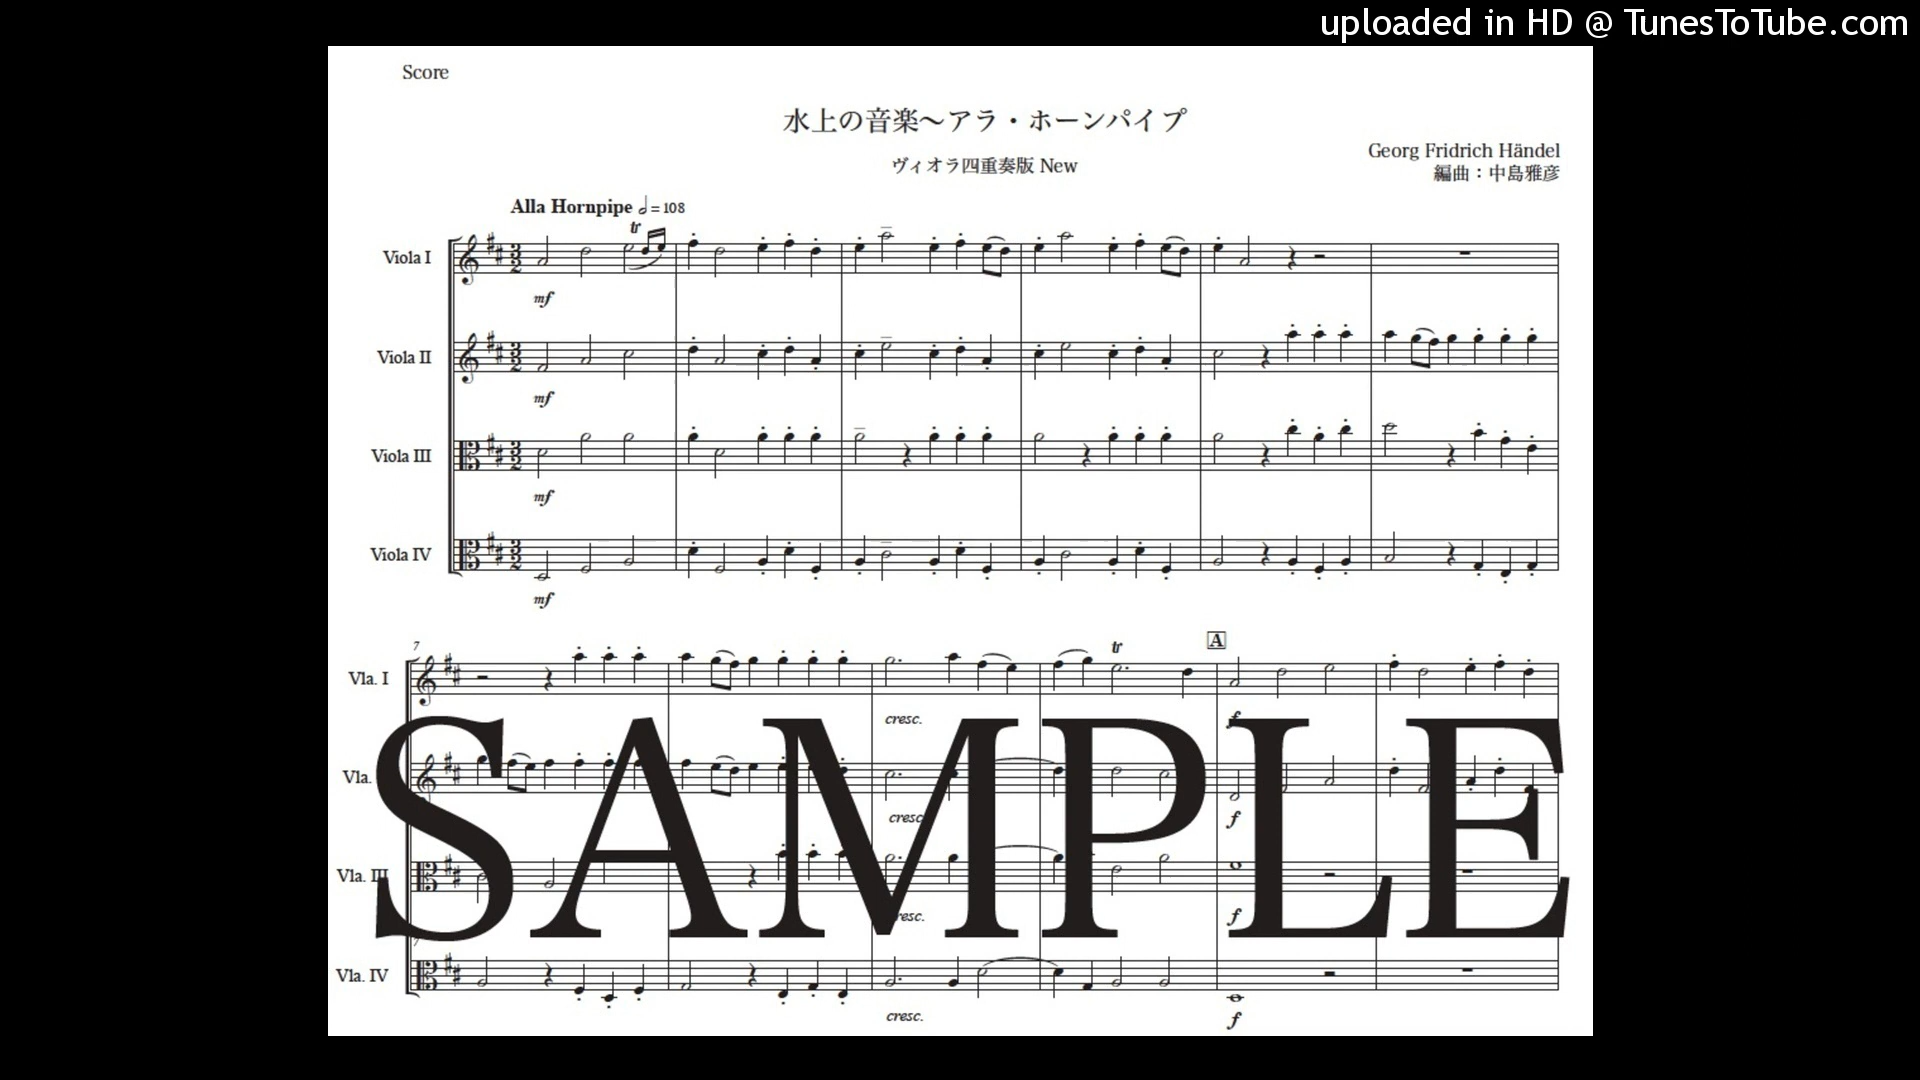 uploaded in HD @ TunesToTube.com
Score
水上の音楽～アラ・ホーンパイプ
ヴィオラ四重奏版 New
Georg Fridrich Händel
編曲：中島雅彦
Alla Hornpipe 𝅗𝅥 = 108
tr
Viola I
mf
Viola II
mf
Viola III
mf
Viola IV
mf
7
A
tr
Vla. I
cresc.
f
SAMPLE
Vla.
cresc.
f
Vla. III
cresc.
f
7
Vla. IV
cresc.
f